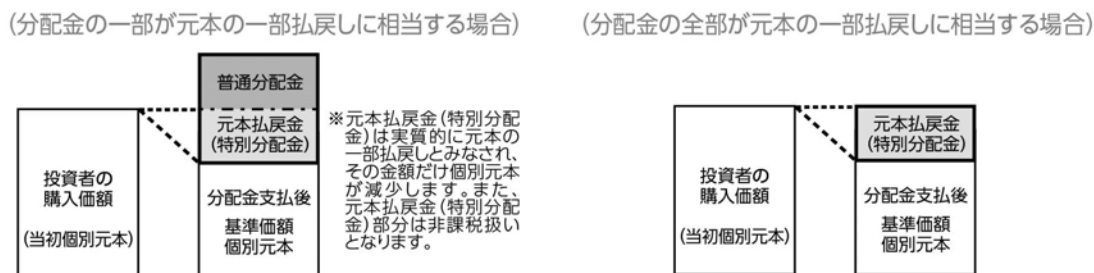 (分配金の一部が元本の一部払戻しに相当する場合)
普通分配金
元本払戻金
(特別分配金)
投資者の
購入価額
(当初個別元本)
分配金支払後
基準価額
個別元本
※元本払戻金(特別分配
金)は実質的に元本の
一部払戻しとみなされ、
その金額だけ個別元本
が減少します。また、
元本払戻金(特別分配
金)部分は非課税扱い
となります。
(分配金の全部が元本の一部払戻しに相当する場合)
投資者の
購入価額
(当初個別元本)
元本払戻金
(特別分配金)
分配金支払後
基準価額
個別元本